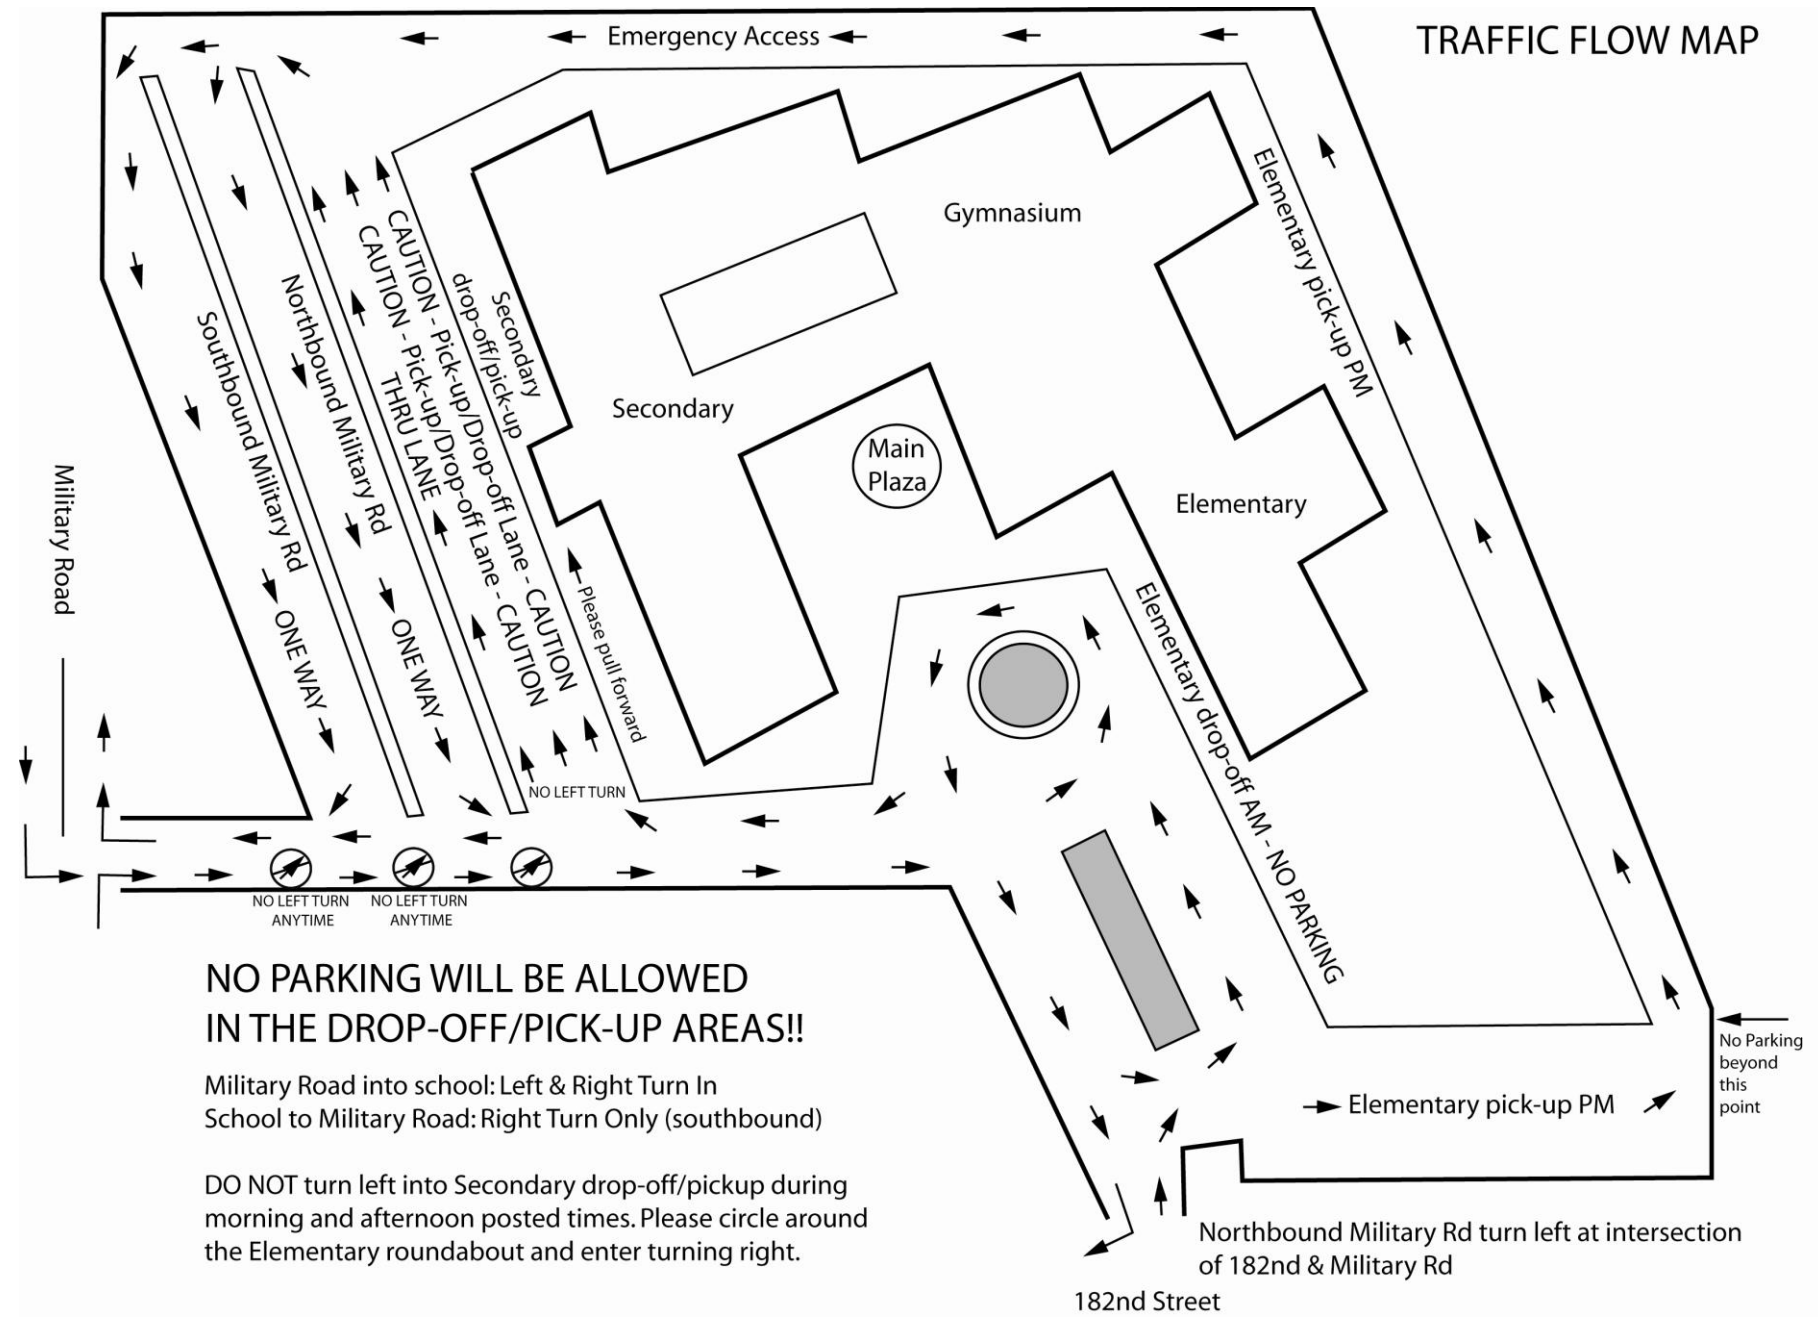 TRAFFIC FLOW MAP
Emergency Access
Gymnasium
Elementary pick-up PM
Secondary
drop-off/pick-up
CAUTION - Pick-up/Drop-off Lane - CAUTION
CAUTION - Pick-up/Drop-off Lane - CAUTION
THRU LANE
Northbound Military Rd
Southbound Military Rd
ONE WAY
ONE WAY
Secondary
Main
Plaza
Elementary
Military Road
Please pull forward
Elementary drop-off AM - NO PARKING
NO LEFT TURN
NO LEFT TURN
ANYTIME
NO LEFT TURN
ANYTIME
NO PARKING WILL BE ALLOWED
IN THE DROP-OFF/PICK-UP AREAS!!
Military Road into school: Left & Right Turn In
School to Military Road: Right Turn Only (southbound)
DO NOT turn left into Secondary drop-off/pickup during
morning and afternoon posted times. Please circle around
the Elementary roundabout and enter turning right.
No Parking
beyond
this
point
Elementary pick-up PM
Northbound Military Rd turn left at intersection
of 182nd & Military Rd
182nd Street